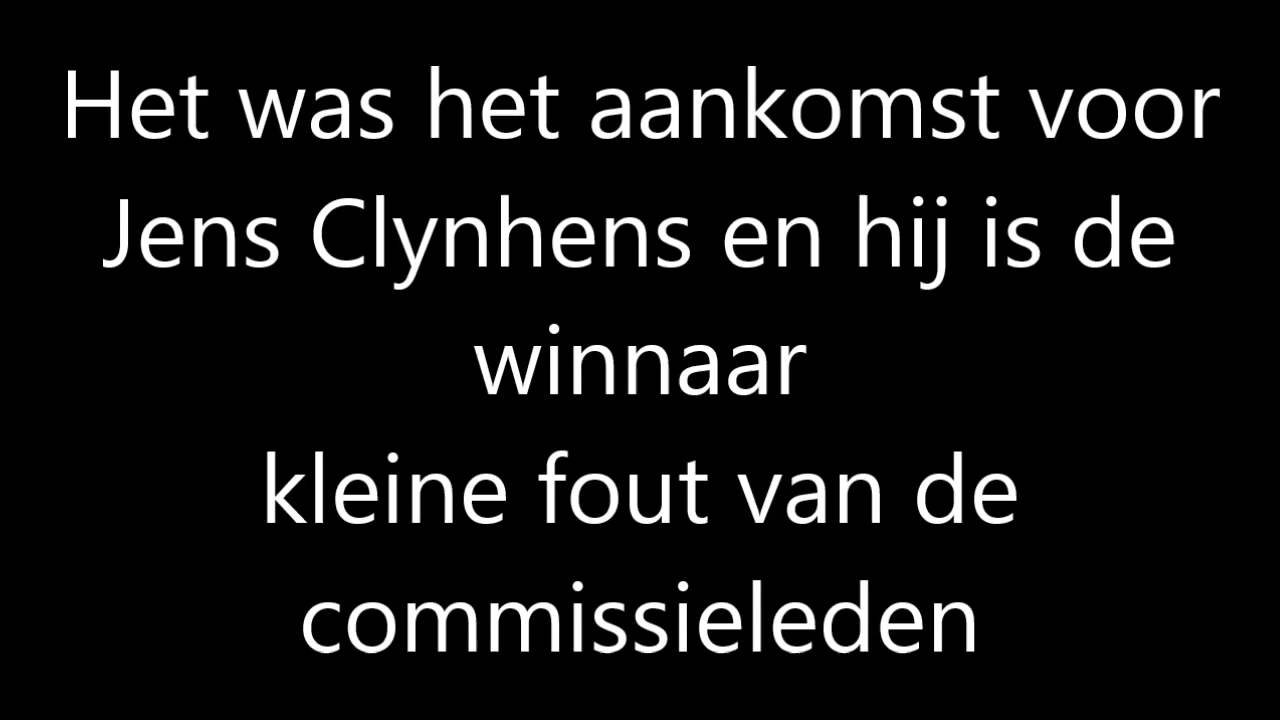 Het was het aankomst voor
Jens Clynhens en hij is de
winnaar
kleine fout van de
commissieleden